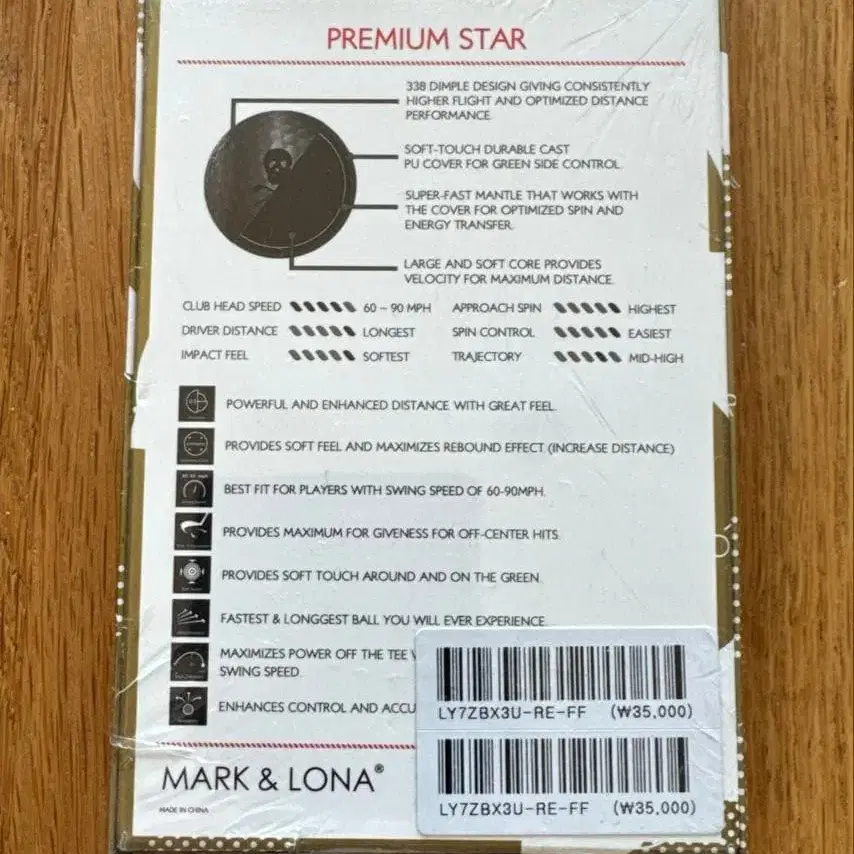 PREMIUM STAR
338 DIMPLE DESIGN GIVING CONSISTENTLY
HIGHER FLIGHT AND OPTIMIZED DISTANCE
PERFORMANCE.
SOFT-TOUCH DURABLE CAST
PU COVER FOR GREEN SIDE CONTROL.
SUPER-FAST MANTLE THAT WORKS WITH
THE COVER FOR OPTIMIZED SPIN AND
ENERGY TRANSFER.
LARGE AND SOFT CORE PROVIDES
VELOCITY FOR MAXIMUM DISTANCE.
CLUB HEAD SPEED 60 – 90 MPH APPROACH SPIN HIGHEST
DRIVER DISTANCE LONGEST SPIN CONTROL EASIEST
IMPACT FEEL SOFTEST TRAJECTORY MID-HIGH
POWERFUL AND ENHANCED DISTANCE WITH GREAT FEEL.
PROVIDES SOFT FEEL AND MAXIMIZES REBOUND EFFECT (INCREASE DISTANCE)
BEST FIT FOR PLAYERS WITH SWING SPEED OF 60-90MPH.
PROVIDES MAXIMUM FOR GIVENESS FOR OFF-CENTER HITS.
PROVIDES SOFT TOUCH AROUND AND ON THE GREEN.
FASTEST & LONGGEST BALL YOU WILL EVER EXPERIENCE.
MAXIMIZES POWER OFF THE TEE
SWING SPEED.
ENHANCES CONTROL AND ACCU
LY7ZBX3U-RE-FF (₩35,000)
LY7ZBX3U-RE-FF (₩35,000)
MARK & LONA®
MADE IN CHINA